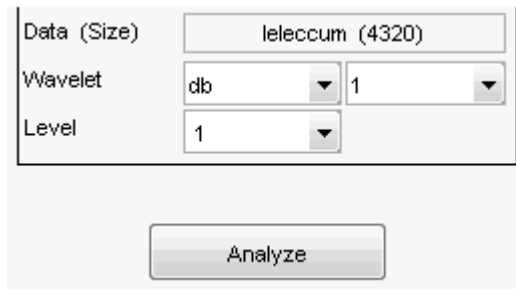 Data (Size) leleccum (4320)
Wavelet db 1
Level 1
Analyze